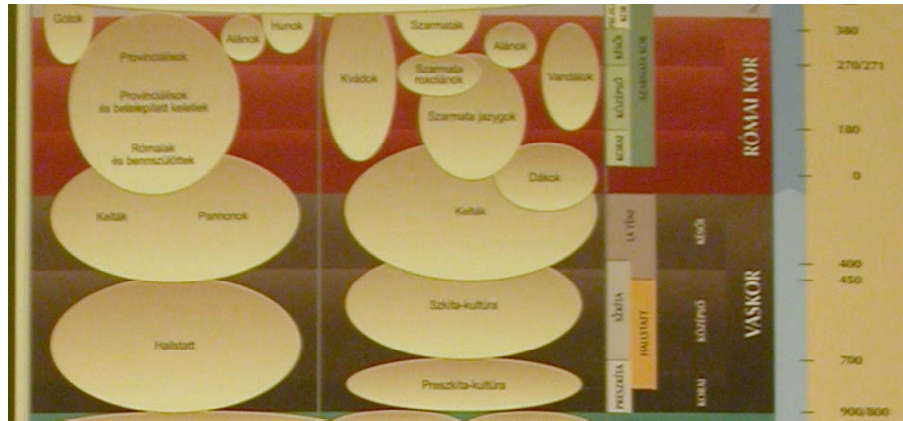 Gótok
Alánok
Hunok
Provinciálisok
Provinciálisok
és betelepített keletiek
Rómaiak
és bennszülöttek
Kelták
Pannonok
Hallstatt
Kvádok
Szarmaták
Alánok
Szarmata
roxolánok
Vandálok
Szarmata jazygok
Dákok
Kelták
Szkíta-kultúra
Preszkíta-kultúra
KOR
KÉSŐI
KÖZÉPSŐ
KORAI
SZARMATA KOR
RÓMAI KOR
LA TÈNE
SZKÍTA
HALLSTATT
PRESZKÍTA
KÉSŐI
KÖZÉPSŐ
KORAI
VASKOR
380
270/271
180
0
400
450
700
900/800